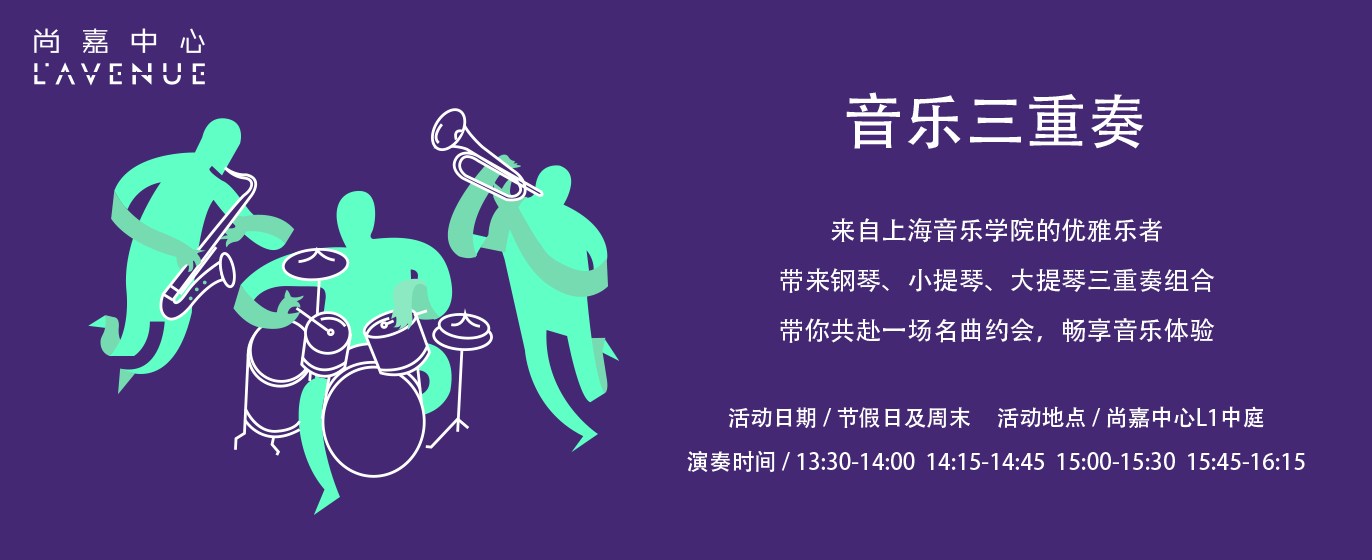 尚嘉中心
L'AVENUE
音乐三重奏
来自上海音乐学院的优雅乐者
带来钢琴、小提琴、大提琴三重奏组合
带你共赴一场名曲约会，畅享音乐体验
活动日期 / 节假日及周末 活动地点 / 尚嘉中心L1中庭
演奏时间 / 13:30-14:00 14:15-14:45 15:00-15:30 15:45-16:15